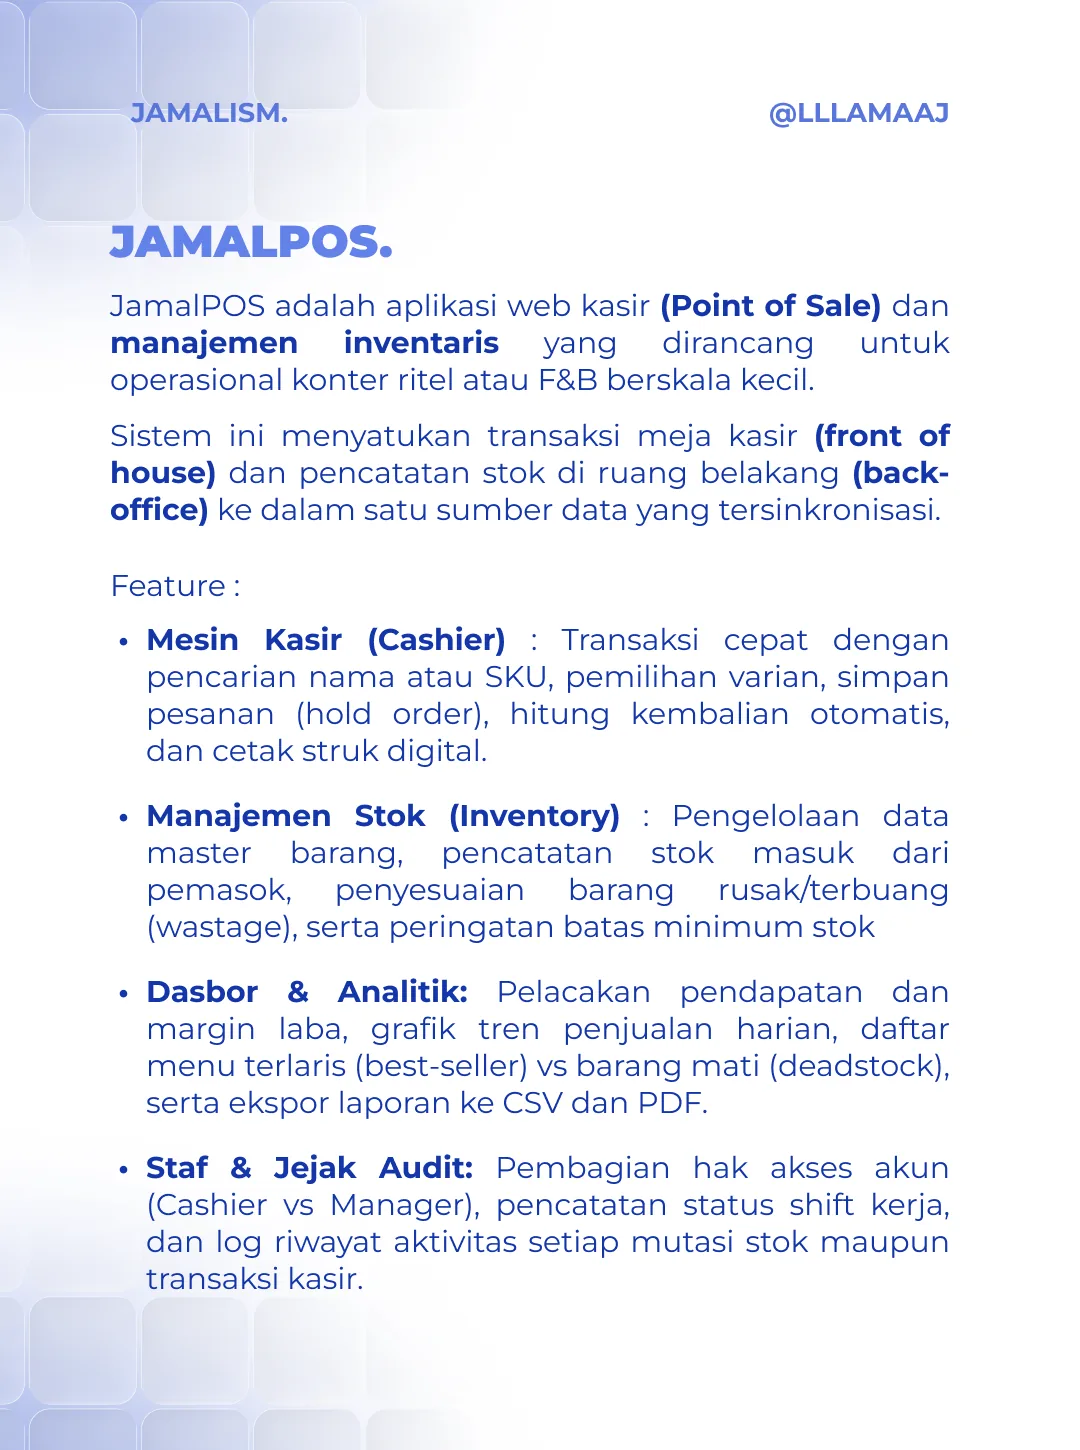 JAMALISM.
@LLLAMAAJ
JAMALPOS.
JamalPOS adalah aplikasi web kasir (Point of Sale) dan
manajemen inventaris yang dirancang untuk
operasional konter ritel atau F&B berskala kecil.
Sistem ini menyatukan transaksi meja kasir (front of
house) dan pencatatan stok di ruang belakang (back-
office) ke dalam satu sumber data yang tersinkronisasi.
Feature :
• Mesin Kasir (Cashier) : Transaksi cepat dengan
pencarian nama atau SKU, pemilihan varian, simpan
pesanan (hold order), hitung kembalian otomatis,
dan cetak struk digital.
• Manajemen Stok (Inventory) : Pengelolaan data
master barang, pencatatan stok masuk dari
pemasok, penyesuaian barang rusak/terbuang
(wastage), serta peringatan batas minimum stok
• Dasbor & Analitik: Pelacakan pendapatan dan
margin laba, grafik tren penjualan harian, daftar
menu terlaris (best-seller) vs barang mati (deadstock),
serta ekspor laporan ke CSV dan PDF.
• Staf & Jejak Audit: Pembagian hak akses akun
(Cashier vs Manager), pencatatan status shift kerja,
dan log riwayat aktivitas setiap mutasi stok maupun
transaksi kasir.